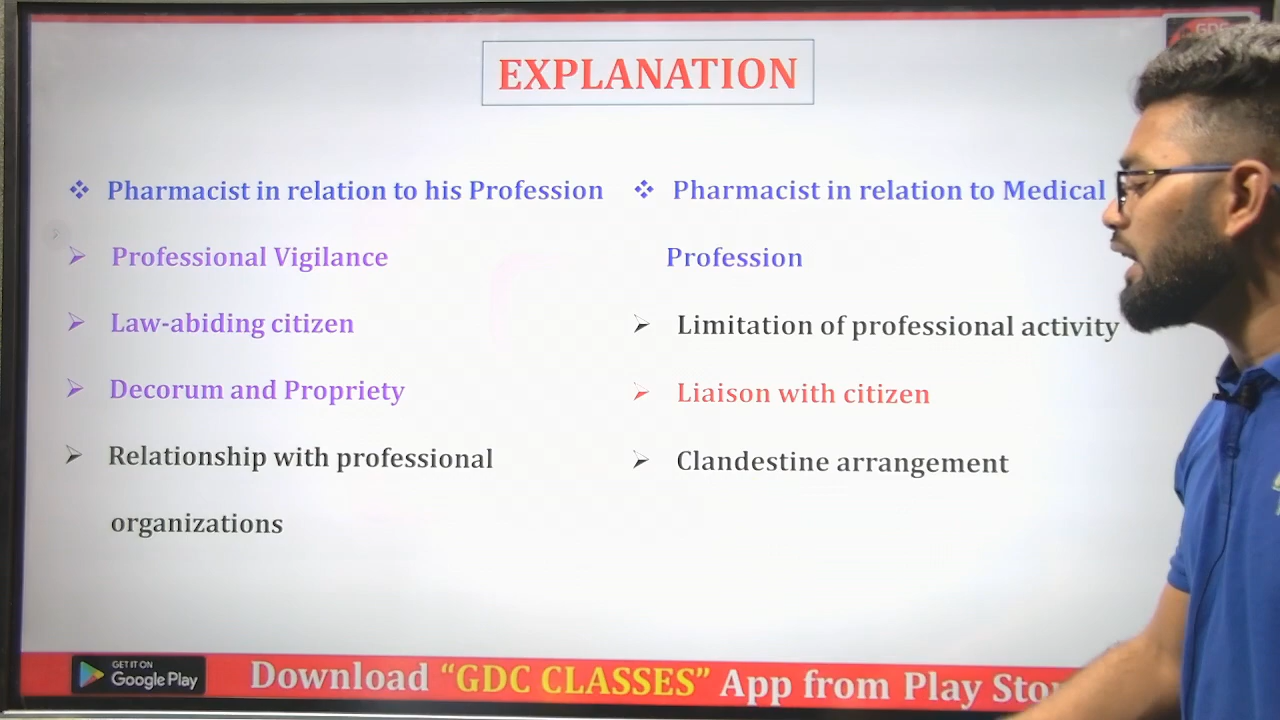 EXPLANATION
Pharmacist in relation to his Profession
Professional Vigilance
Law-abiding citizen
Decorum and Propriety
Relationship with professional
organizations
Pharmacist in relation to Medical
Profession
Limitation of professional activity
Liaison with citizen
Clandestine arrangement
GDC
GET IT ON
Google Play
Download “GDC CLASSES” App from Play